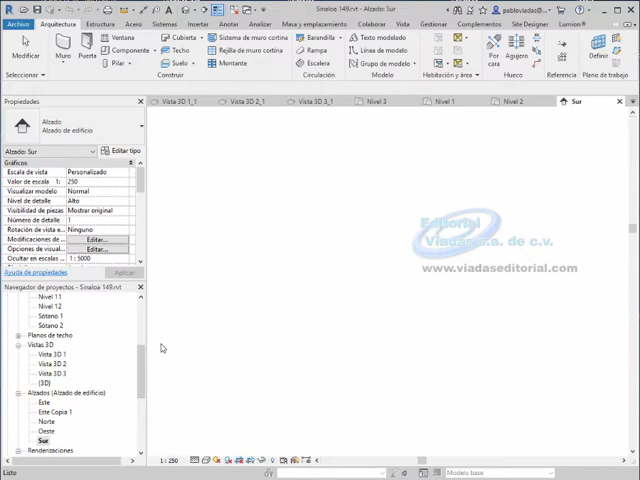 Sinaloa 149.rvt - Alzado: Sur
pabloviadas@...
Archivo Arquitectura Estructura Acero Sistemas Insertar Anotar Analizar Masa y emplazamiento Colaborar Vista Gestionar Complementos Site Designer Lumion®
Modificar
Seleccionar
Muro
Puerta
Ventana
Componente
Pilar
Cubierta
Techo
Suelo
Sistema de muro cortina
Rejilla de muro cortina
Montante
Construir
Barandilla
Rampa
Escalera
Circulación
Texto modelado
Línea de modelo
Grupo de modelo
Modelo
Habitación y área
Por cara
Agujero
Hueco
Referencia
Definir
Plano de trabajo
Propiedades
Alzado:
Alzado de edificio
Alzado: Sur
Editar tipo
Gráficos
Escala de vista Personalizado
Valor de escala 1: 250
Visualizar modelo Normal
Nivel de detalle Alto
Visibilidad de piezas Mostrar original
Número de detalle 1
Rotación de vista e... Ninguno
Modificaciones de... Editar...
Opciones de visual... Editar...
Ocultar en escalas ... 1 : 5000
Ayuda de propiedades
Aplicar
Navegador de proyectos - Sinaloa 149.rvt
Nivel 11
Nivel 12
Sótano 1
Sótano 2
Planos de techo
Vistas 3D
Vista 3D 1
Vista 3D 2
Vista 3D 3
{3D}
Alzados (Alzado de edificio)
Este
Este Copia 1
Norte
Oeste
Sur
Renderizaciones
Vista 3D 1_1
Vista 3D 2_1
Vista 3D 3_1
Nivel 3
Nivel 1
Nivel 2
Sur
Editorial
Viadas S.a. de c.v.
www.viadaseditorial.com
1 : 250
Listo
:0
Modelo base